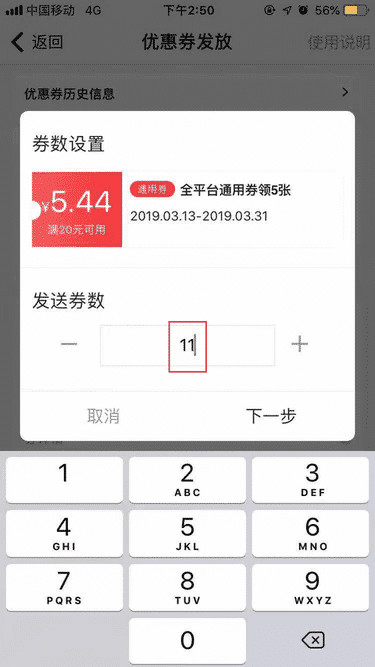 中国移动 4G 下午2:50 56%
返回 优惠券发放 使用说明
优惠券历史信息
券数设置
¥5.44
满20元可用
通用券 全平台通用券领5张
2019.03.13-2019.03.31
发送券数
— 11 +
取消 下一步
1 2 ABC 3 DEF
4 GHI 5 JKL 6 MNO
7 PQRS 8 TUV 9 WXYZ
0